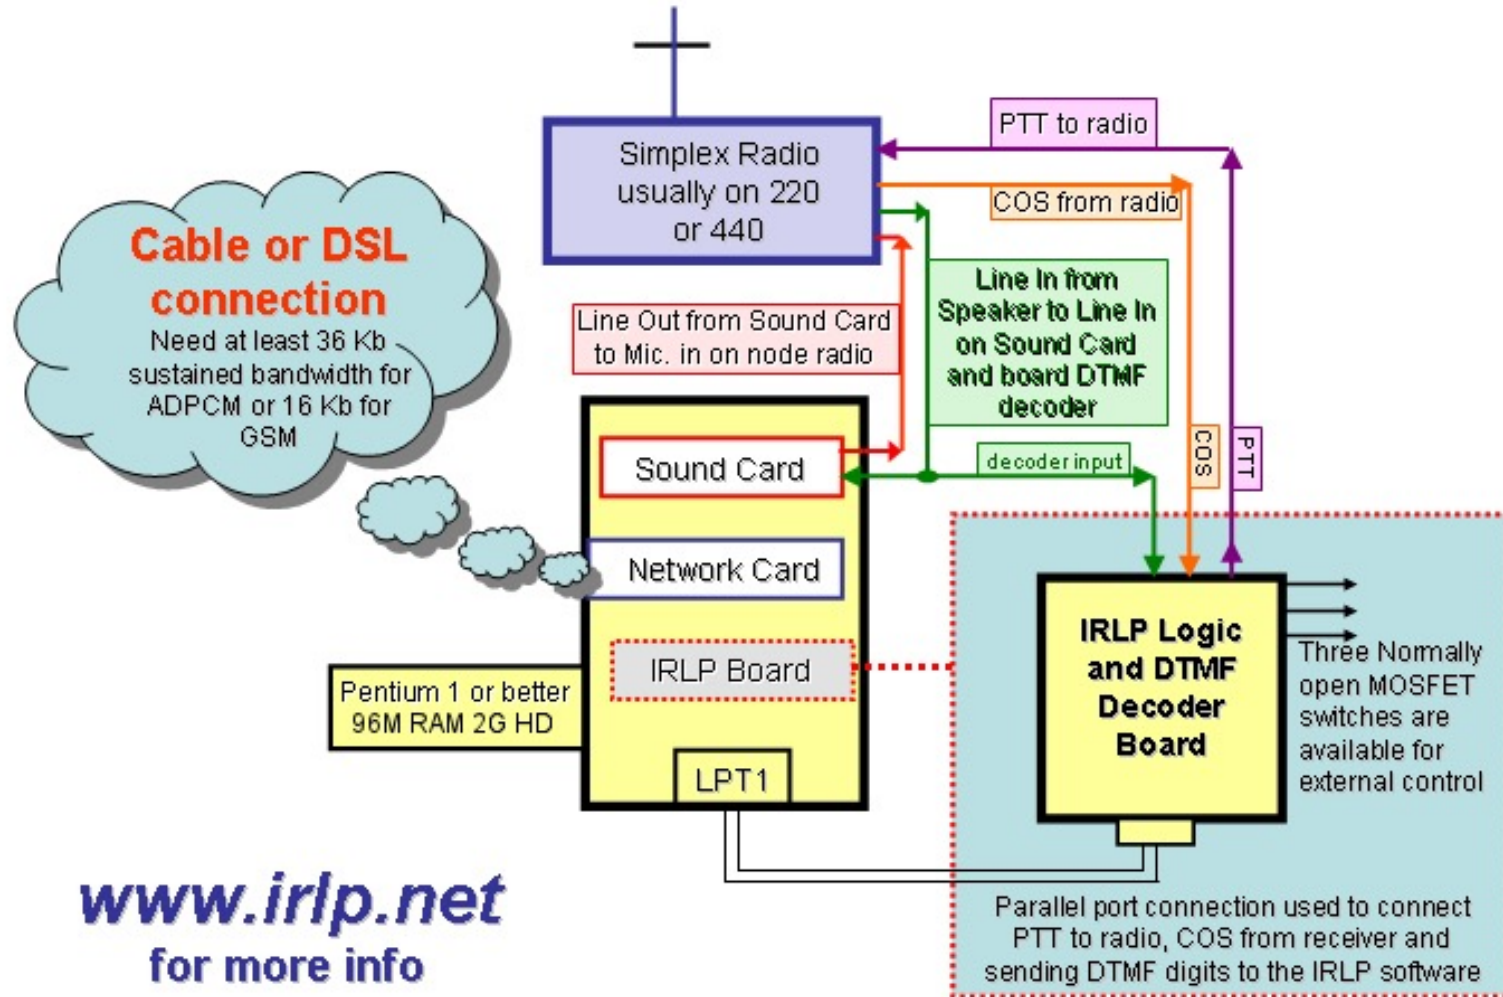 PTT to radio
Simplex Radio
usually on 220
or 440
COS from radio
Cable or DSL
connection
Need at least 36 Kb
sustained bandwidth for
ADPCM or 16 Kb for
GSM
Line Out from Sound Card
to Mic. in on node radio
Line In from
Speaker to Line In
on Sound Card
and board DTMF
decoder
COS
PTT
decoder input
Sound Card
Network Card
IRLP Board
Pentium 1 or better
96M RAM 2G HD
LPT1
IRLP Logic
and DTMF
Decoder
Board
Three Normally
open MOSFET
switches are
available for
external control
Parallel port connection used to connect
PTT to radio, COS from receiver and
sending DTMF digits to the IRLP software
www.irlp.net
for more info